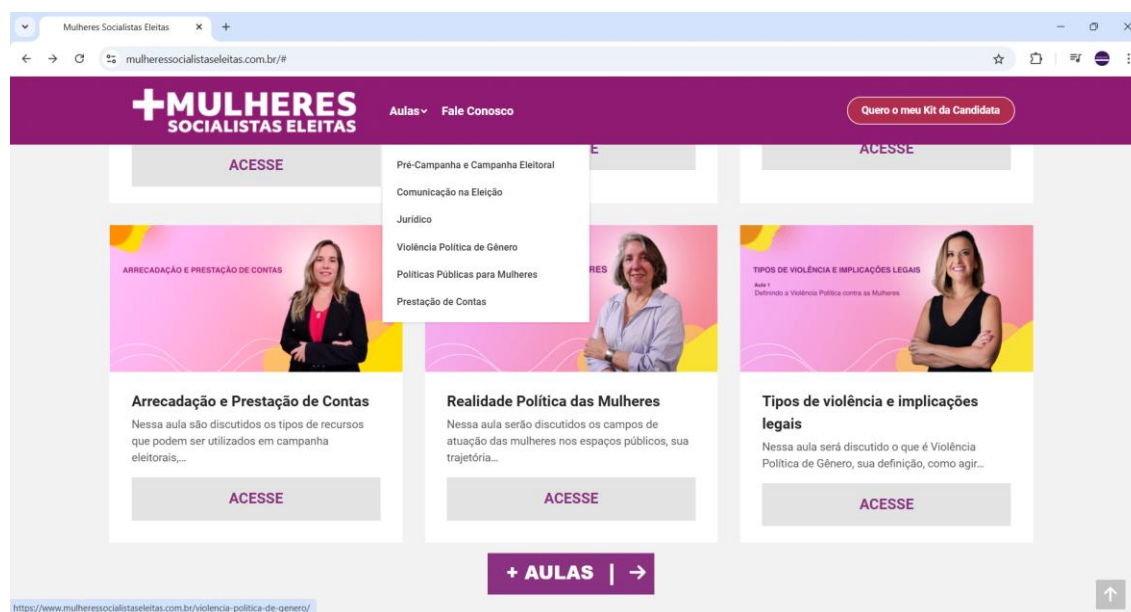 Mulheres Socialistas Eleitas
mulheressocialistaseleitas.com.br/#
+MULHERES
SOCIALISTAS ELEITAS
Aulas
Fale Conosco
Quero o meu Kit da Candidata
ACESSE
E
ACESSE
Pré-Campanha e Campanha Eleitoral
Comunicação na Eleição
Jurídico
Violência Política de Gênero
Políticas Públicas para Mulheres
Prestação de Contas
ARRECADAÇÃO E PRESTAÇÃO DE CONTAS
RES
TIPOS DE VIOLÊNCIA E IMPLICAÇÕES LEGAIS
Aula 1
Definindo a Violência Política contra as Mulheres
Arrecadação e Prestação de Contas
Nessa aula são discutidos os tipos de recursos
que podem ser utilizados em campanha
eleitorais,...
ACESSE
Realidade Política das Mulheres
Nessa aula serão discutidos os campos de
atuação das mulheres nos espaços públicos, sua
trajetória...
ACESSE
Tipos de violência e implicações
legais
Nessa aula será discutido o que é Violência
Política de Gênero, sua definição, como agir...
ACESSE
+ AULAS | →
https://www.mulheressocialistaseleitas.com.br/violencia-politica-de-genero/